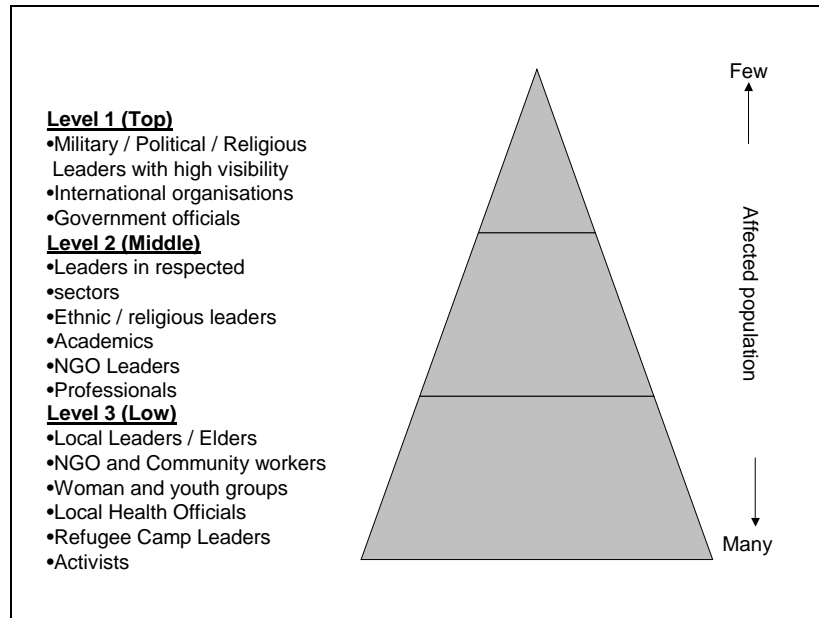 Level 1 (Top)
•Military / Political / Religious
Leaders with high visibility
•International organisations
•Government officials
Level 2 (Middle)
•Leaders in respected
•sectors
•Ethnic / religious leaders
•Academics
•NGO Leaders
•Professionals
Level 3 (Low)
•Local Leaders / Elders
•NGO and Community workers
•Woman and youth groups
•Local Health Officials
•Refugee Camp Leaders
•Activists
Few
Affected population
Many